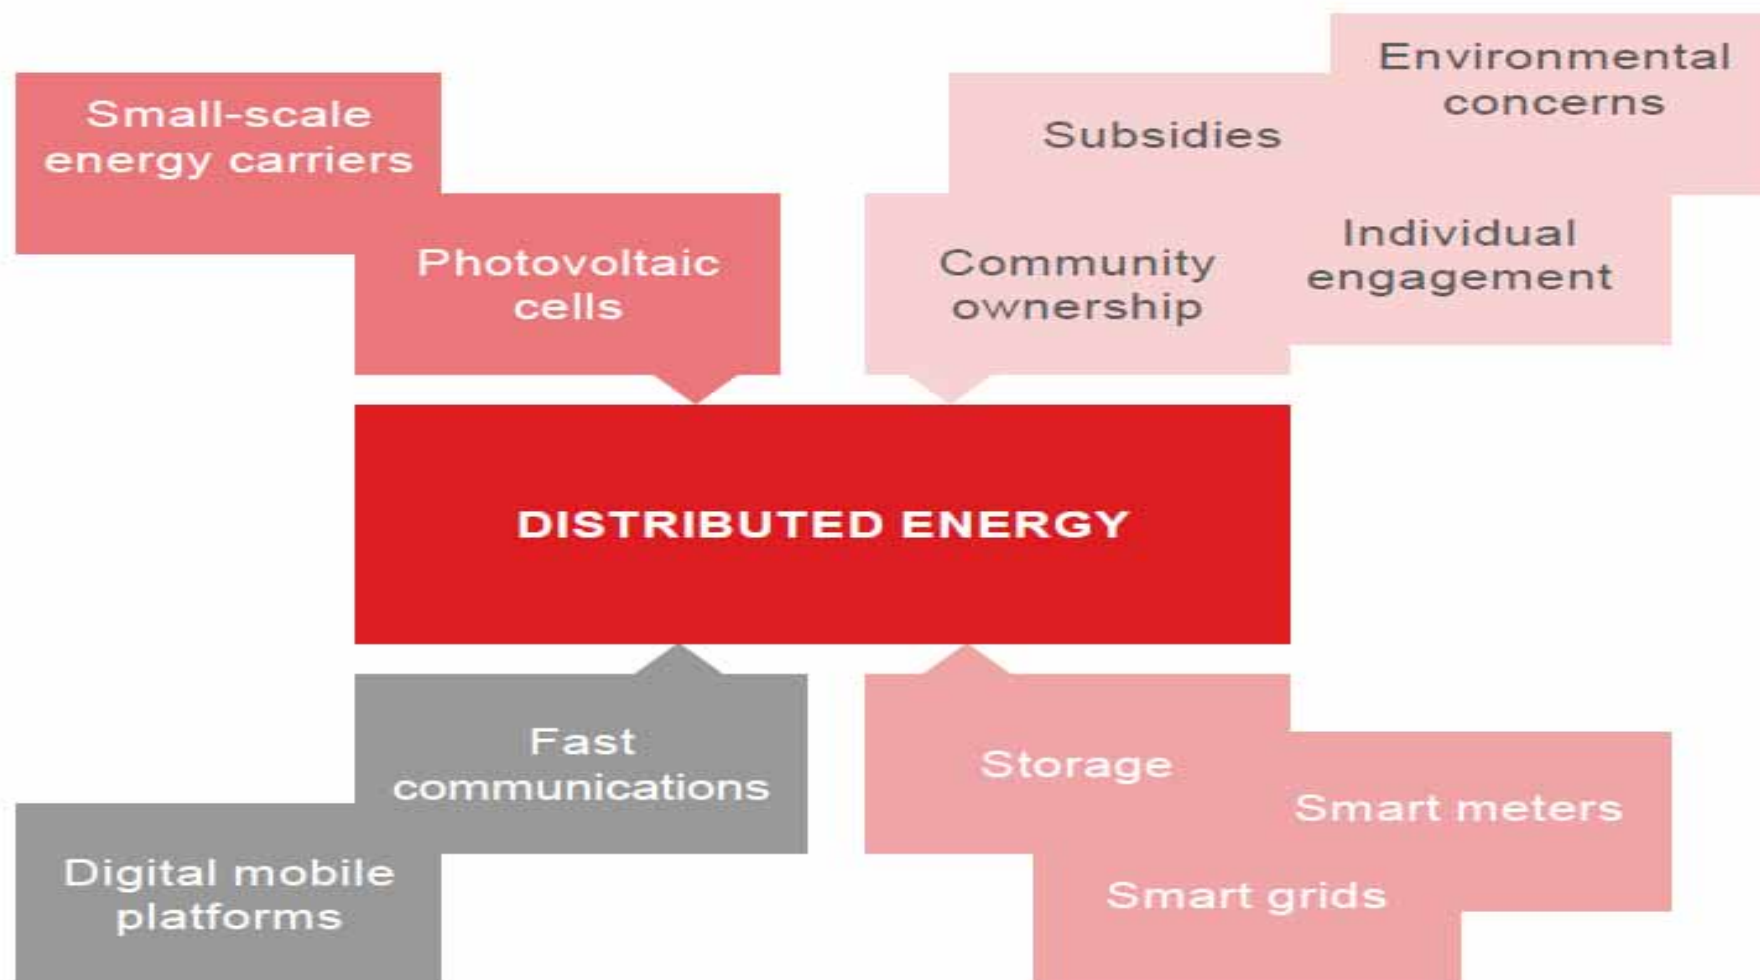 Small-scale
energy carriers
Photovoltaic
cells
Environmental
concerns
Subsidies
Individual
engagement
Community
ownership
DISTRIBUTED ENERGY
Fast
communications
Digital mobile
platforms
Storage
Smart meters
Smart grids